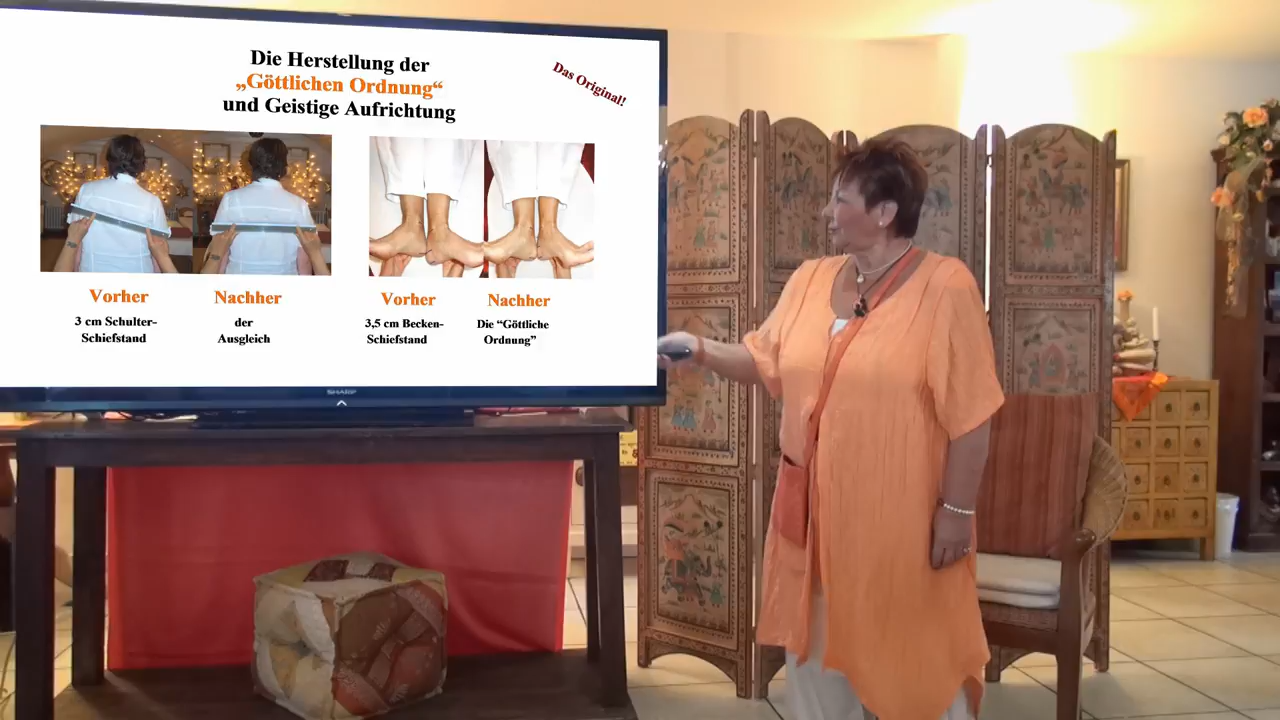 Die Herstellung der
„Göttlichen Ordnung“
und Geistige Aufrichtung
Das Original!
Vorher
3 cm Schulter-
Schiefstand
Nachher
der
Ausgleich
Vorher
3,5 cm Becken-
Schiefstand
Nachher
Die “Göttliche
Ordnung”
SHARP